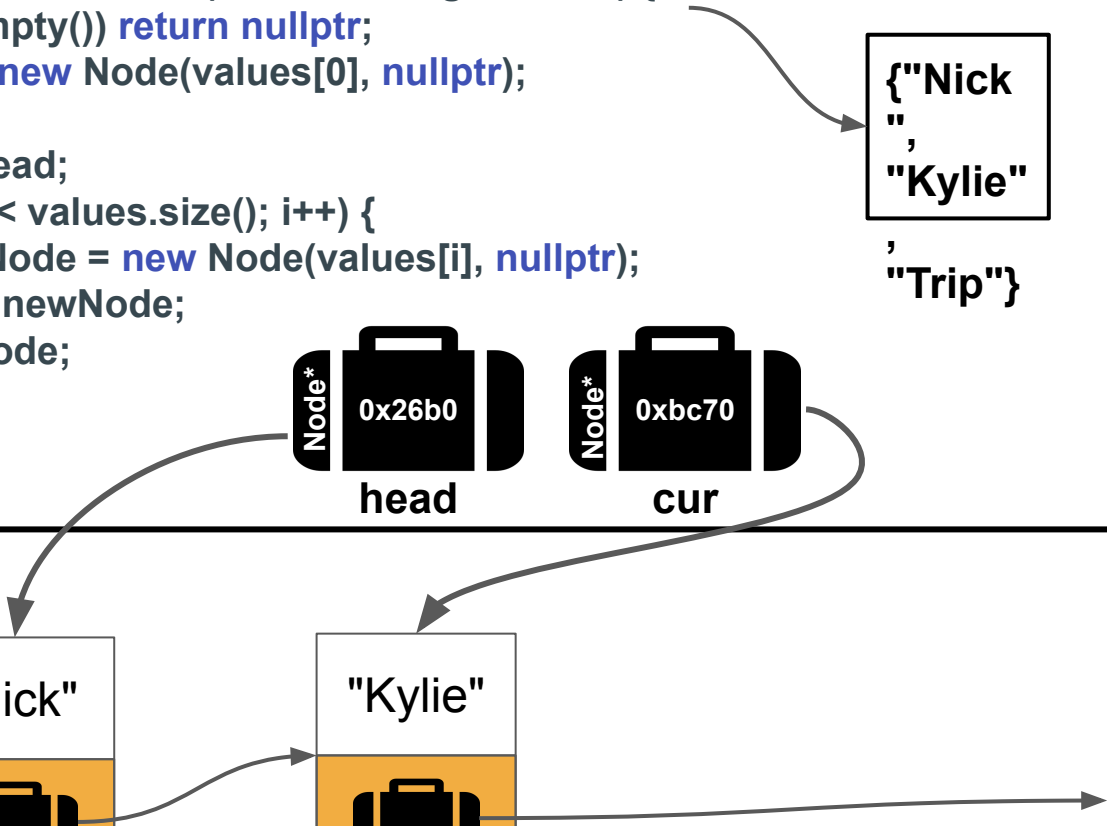 mpty()) return nullptr;
new Node(values[0], nullptr);
ead;
< values.size(); i++) {
Node = new Node(values[i], nullptr);
newNode;
ode;
{"Nick
",
"Kylie"
,
"Trip"}
Node*
0x26b0
head
Node*
0xbc70
cur
ick"
"Kylie"